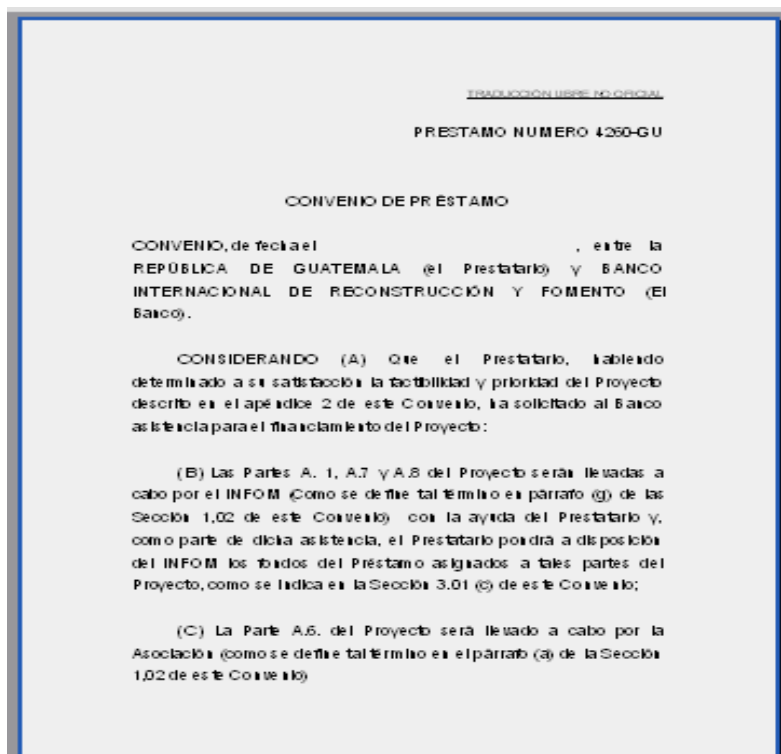 TRADUCCIÓN LIBRE NO OFICIAL
PRESTAMO NUMERO 4260-GU
CONVENIO DE PRÉSTAMO
CONVENIO, de fecha el , entre la
REPÚBLICA DE GUATEMALA (el Prestatario) y BANCO
INTERNACIONAL DE RECONSTRUCCIÓN Y FOMENTO (El
Banco).
CONSIDERANDO (A) Que el Prestatario, habiendo
determinado a su satisfacción la factibilidad y prioridad del Proyecto
descrito en el apéndice 2 de este Convenio, ha solicitado al Banco
asistencia para el financiamiento del Proyecto:
(B) Las Partes A. 1, A.7 y A.8 del Proyecto serán llevadas a
cabo por el INFOM (Como se define tal término en párrafo (g) de las
Sección 1,02 de este Convenio) con la ayuda del Prestatario y,
como parte de dicha asistencia, el Prestatario pondrá a disposición
del INFOM los fondos del Préstamo asignados a tales partes del
Proyecto, como se indica en la Sección 3.01 (c) de este Convenio;
(C) La Parte A.6. del Proyecto será llevado a cabo por la
Asociación (como se define tal término en el párrafo (a) de la Sección
1,02 de este Convenio)